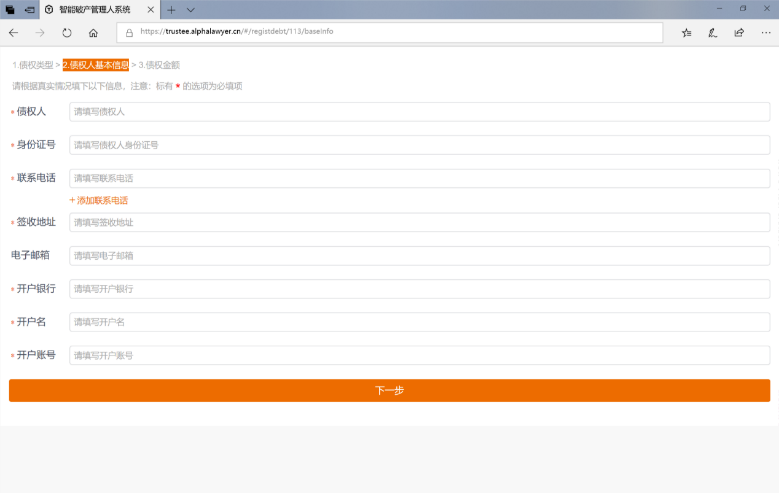 智能破产管理人系统
https://trustee.alphalawyer.cn/#/registdebt/113/baseInfo
1.债权类型 > 2.债权人基本信息 > 3.债权金额
请根据真实情况填下以下信息，注意：标有 * 的选项为必填项
* 债权人 请填写债权人
* 身份证号 请填写债权人身份证号
* 联系电话 请填写联系电话
+ 添加联系电话
* 签收地址 请填写签收地址
电子邮箱 请填写电子邮箱
* 开户银行 请填写开户银行
* 开户名 请填写开户名
* 开户账号 请填写开户账号
下一步